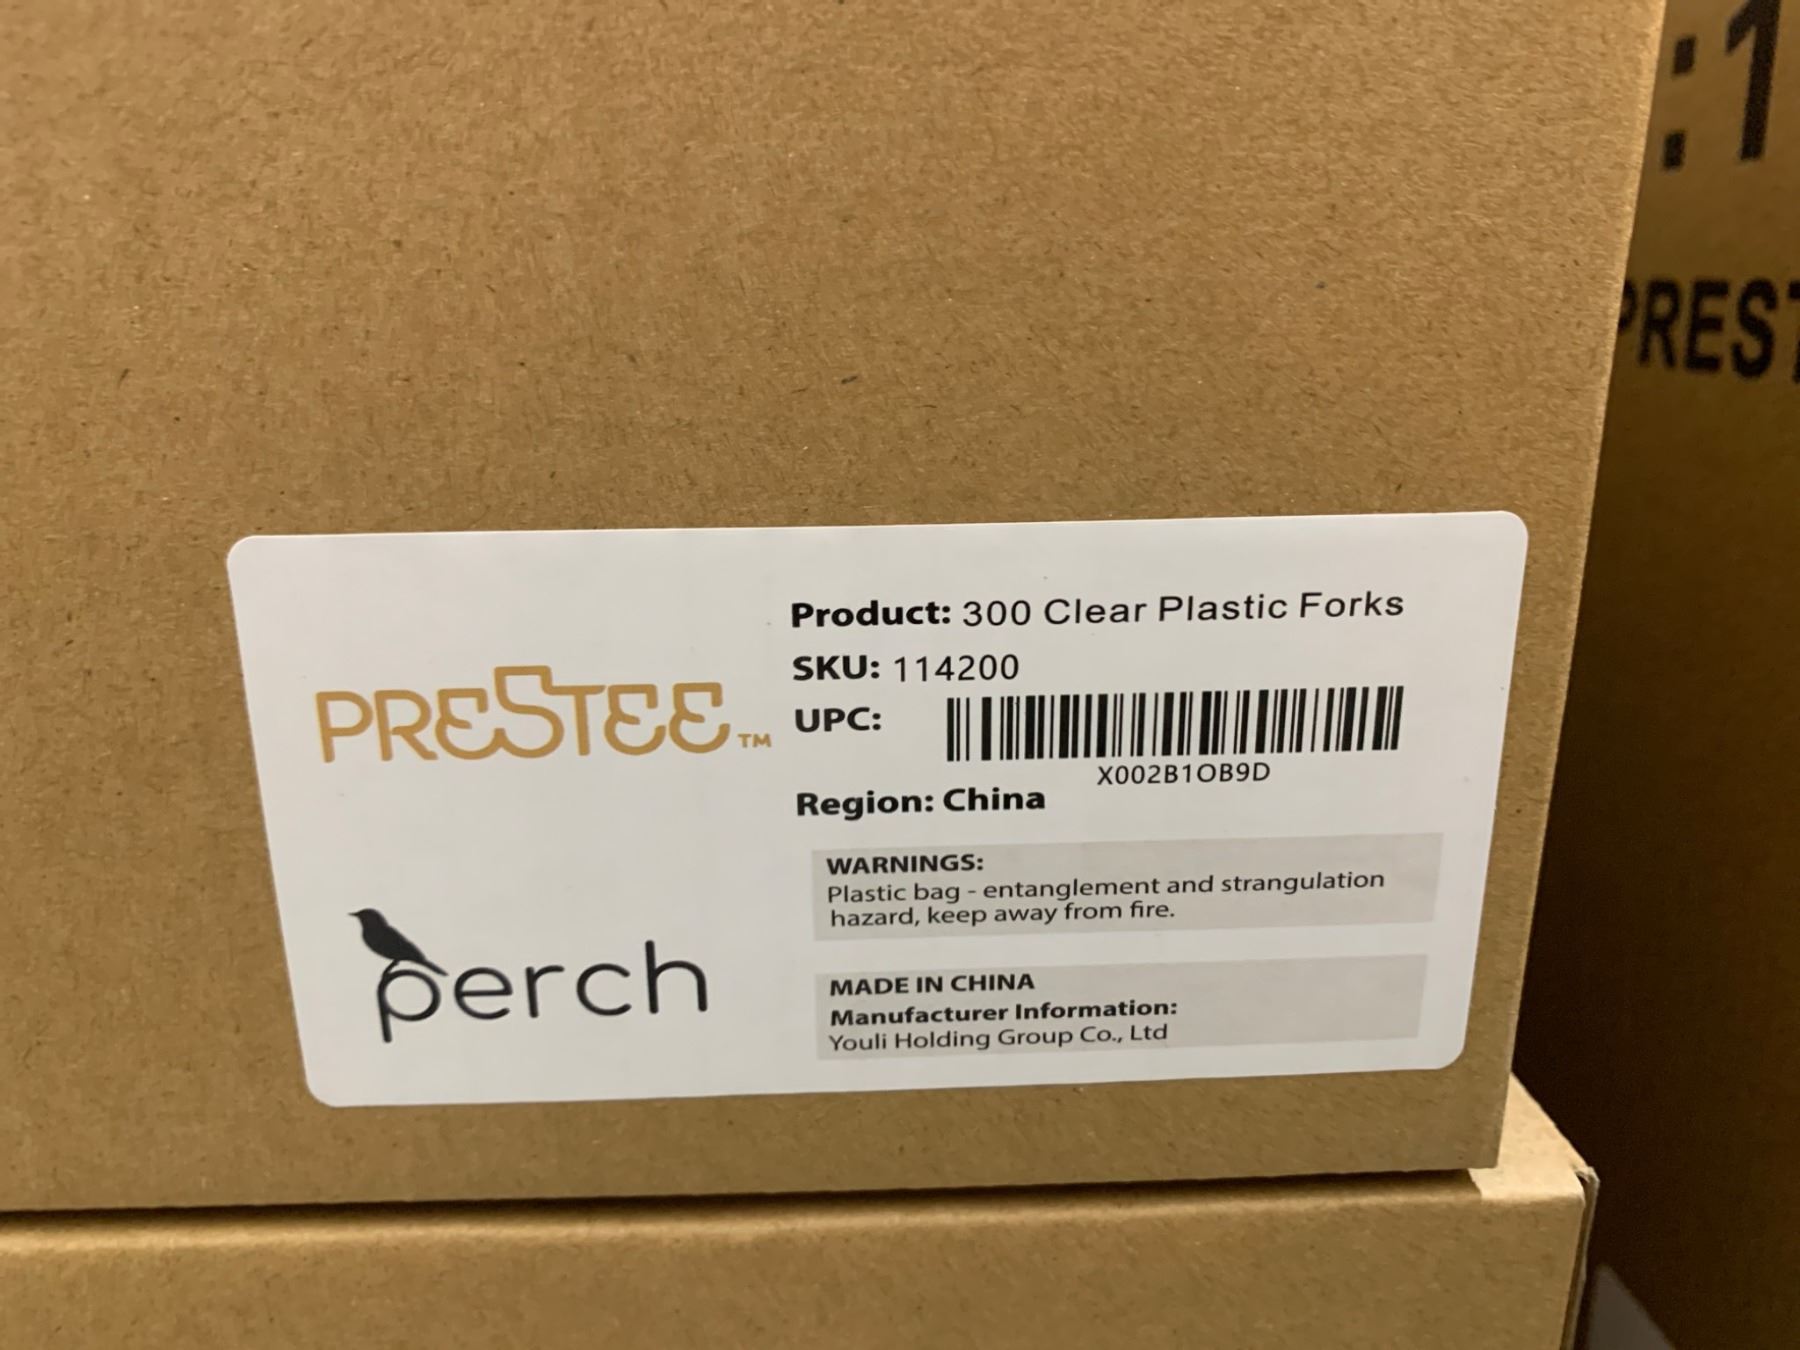 PRESTEE™
perch
Product: 300 Clear Plastic Forks
SKU: 114200
UPC:
X002B1OB9D
Region: China
WARNINGS:
Plastic bag - entanglement and strangulation
hazard, keep away from fire.
MADE IN CHINA
Manufacturer Information:
Youli Holding Group Co., Ltd
:1
PREST